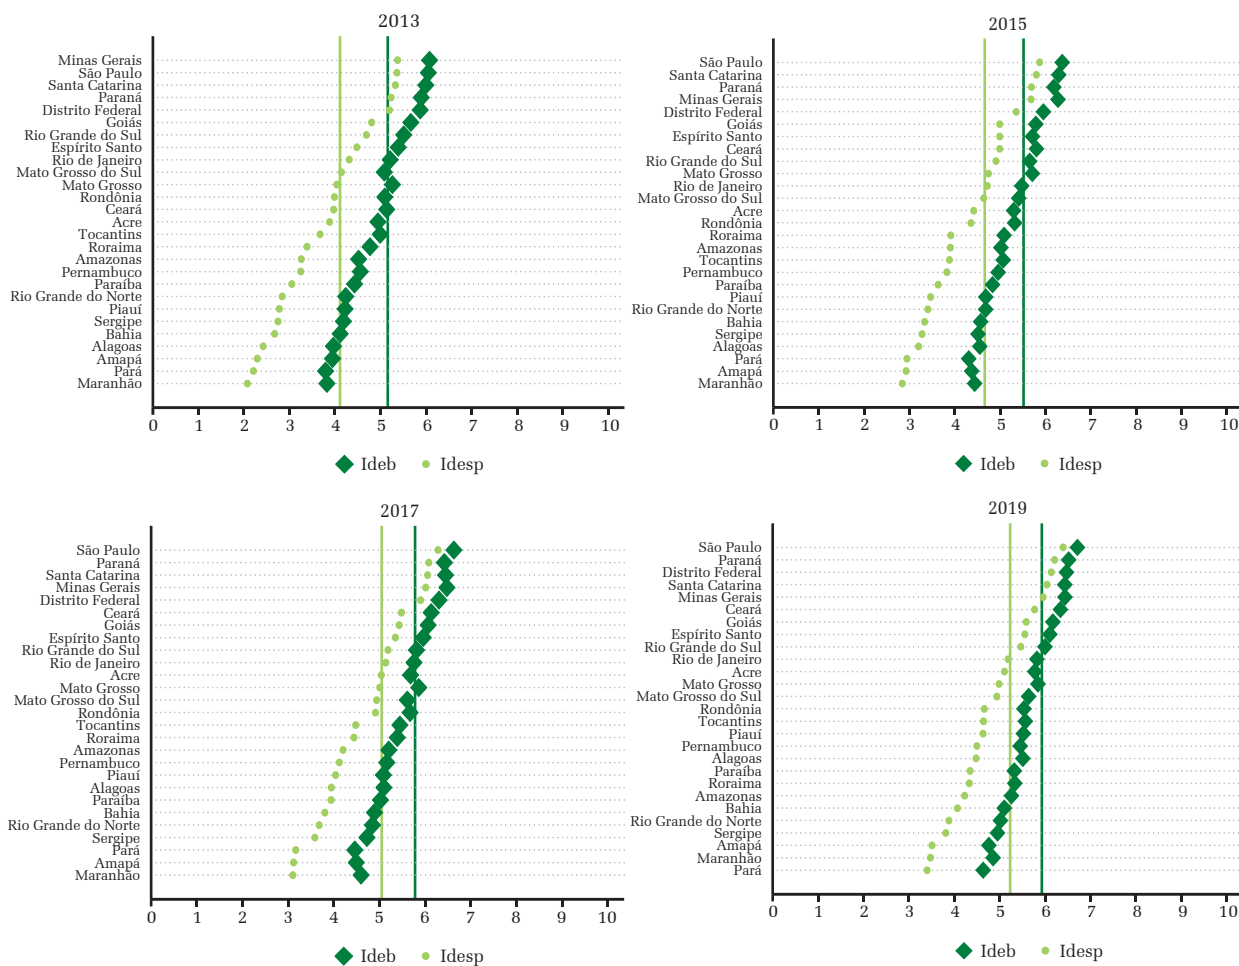 2013
Minas Gerais
São Paulo
Santa Catarina
Paraná
Distrito Federal
Goiás
Rio Grande do Sul
Espírito Santo
Rio de Janeiro
Mato Grosso do Sul
Mato Grosso
Rondônia
Ceará
Acre
Tocantins
Roraima
Amazonas
Pernambuco
Paraíba
Rio Grande do Norte
Piauí
Sergipe
Bahia
Alagoas
Amapá
Pará
Maranhão
0 1 2 3 4 5 6 7 8 9 10
Ideb Idesp
2015
São Paulo
Santa Catarina
Paraná
Minas Gerais
Distrito Federal
Goiás
Espírito Santo
Ceará
Rio Grande do Sul
Mato Grosso
Rio de Janeiro
Mato Grosso do Sul
Acre
Rondônia
Roraima
Amazonas
Tocantins
Pernambuco
Paraíba
Piauí
Rio Grande do Norte
Bahia
Sergipe
Alagoas
Pará
Amapá
Maranhão
0 1 2 3 4 5 6 7 8 9 10
Ideb Idesp
2017
São Paulo
Paraná
Santa Catarina
Minas Gerais
Distrito Federal
Ceará
Goiás
Espírito Santo
Rio Grande do Sul
Rio de Janeiro
Acre
Mato Grosso
Mato Grosso do Sul
Rondônia
Tocantins
Roraima
Amazonas
Pernambuco
Piauí
Alagoas
Paraíba
Bahia
Rio Grande do Norte
Sergipe
Pará
Amapá
Maranhão
0 1 2 3 4 5 6 7 8 9 10
Ideb Idesp
2019
São Paulo
Paraná
Distrito Federal
Santa Catarina
Minas Gerais
Ceará
Goiás
Espírito Santo
Rio Grande do Sul
Rio de Janeiro
Acre
Mato Grosso
Mato Grosso do Sul
Rondônia
Tocantins
Piauí
Pernambuco
Alagoas
Paraíba
Roraima
Amazonas
Bahia
Rio Grande do Norte
Sergipe
Amapá
Maranhão
Pará
0 1 2 3 4 5 6 7 8 9 10
Ideb Idesp